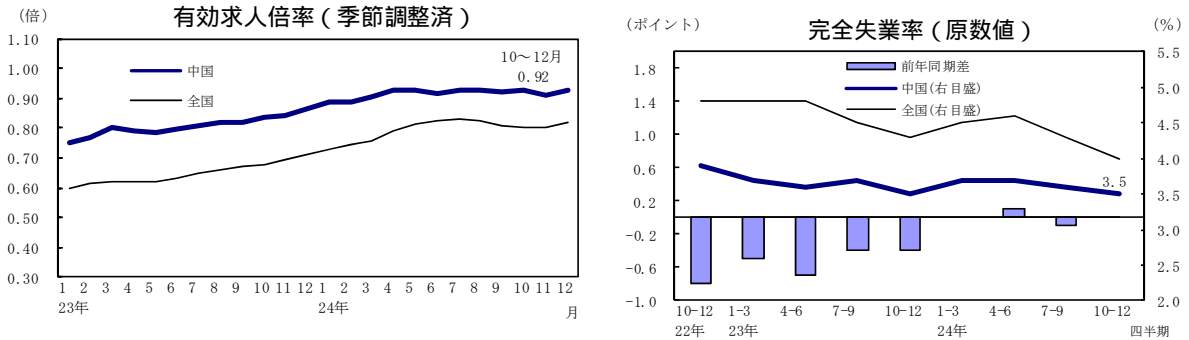 有効求人倍率(季節調整済)
(倍)
1.10
1.00
0.90
0.80
0.70
0.60
0.50
0.40
0.30
中国
全国
10～12月
0.92
1 2 3 4 5 6 7 8 9 10 11 12 1 2 3 4 5 6 7 8 9 10 11 12
23年 24年 月
完全失業率(原数値)
(ポイント) (%)
1.8
1.4
1.0
0.6
0.2
-0.2
-0.6
-1.0
前年同期差
中国(右目盛)
全国(右目盛)
3.5
5.5
5.0
4.5
4.0
3.5
3.0
2.5
2.0
10-12 1-3 4-6 7-9 10-12 1-3 4-6 7-9 10-12
22年 23年 24年 四半期